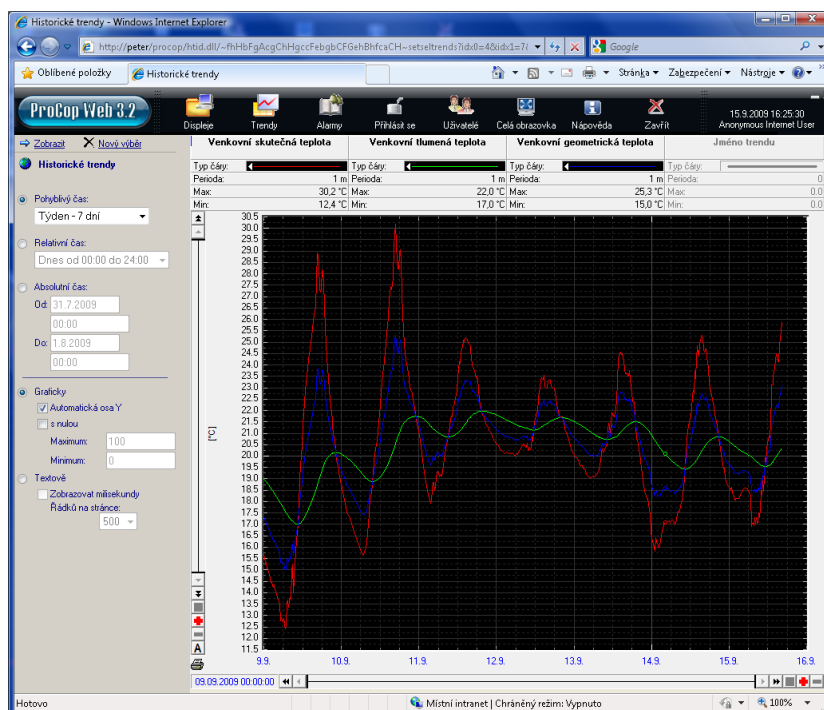 Historické trendy - Windows Internet Explorer
http://peter/procop/htid.dll/~fhHbFgAcgChHgccFebgbCFGehBhfcaCH~setseltrends?idx0=4&idx1=7&
Google
Oblíbené položky
Historické trendy
Stránka
Zabezpečení
Nástroje
ProCop Web 3.2
Displeje
Trendy
Alarmy
Přihlásit se
Uživatelé
Celá obrazovka
Nápověda
Zavřít
15.9.2009 16:25:30
Anonymous Internet User
Zobrazit
Nový výběr
Historické trendy
Pohyblivý čas:
Týden - 7 dní
Relativní čas:
Dnes od 00:00 do 24:00
Absolutní čas:
Od: 31.7.2009
00:00
Do: 1.8.2009
00:00
Graficky
Automatická osa Y
s nulou
Maximum: 100
Minimum: 0
Textově
Zobrazovat milisekundy
Řádků na stránce:
500
Venkovní skutečná teplota
Venkovní tlumená teplota
Venkovní geometrická teplota
Jméno trendu
Typ čáry:
Typ čáry:
Typ čáry:
Typ čáry:
Perioda: 1 m
Perioda: 1 m
Perioda: 1 m
Perioda: 0
Max: 30,2 °C
Max: 22,0 °C
Max: 25,3 °C
Max: 0.0
Min: 12,4 °C
Min: 17,0 °C
Min: 15,0 °C
Min: 0.0
30.5
30.0
29.5
29.0
28.5
28.0
27.5
27.0
26.5
26.0
25.5
25.0
24.5
24.0
23.5
23.0
22.5
22.0
21.5
21.0
20.5
20.0
19.5
19.0
18.5
18.0
17.5
17.0
16.5
16.0
15.5
15.0
14.5
14.0
13.5
13.0
12.5
12.0
11.5
[°C]
A
9.9.
10.9.
11.9.
12.9.
13.9.
14.9.
15.9.
16.9.
09.09.2009 00:00:00
Hotovo
Místní intranet | Chráněný režim: Vypnuto
100%